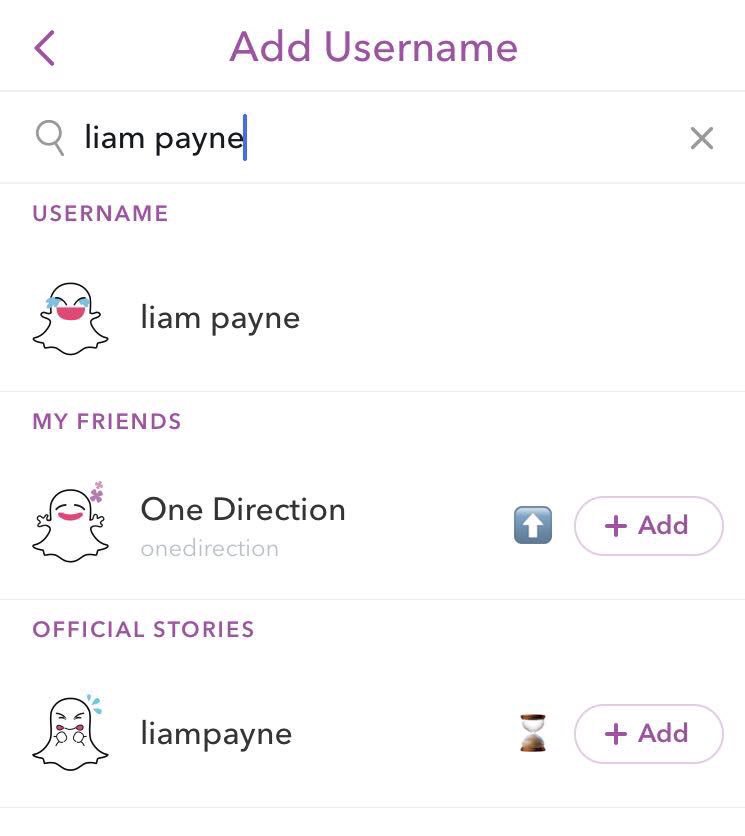 Add Username
liam payne
USERNAME
liam payne
MY FRIENDS
One Direction
onedirection
+ Add
OFFICIAL STORIES
liampayne
+ Add